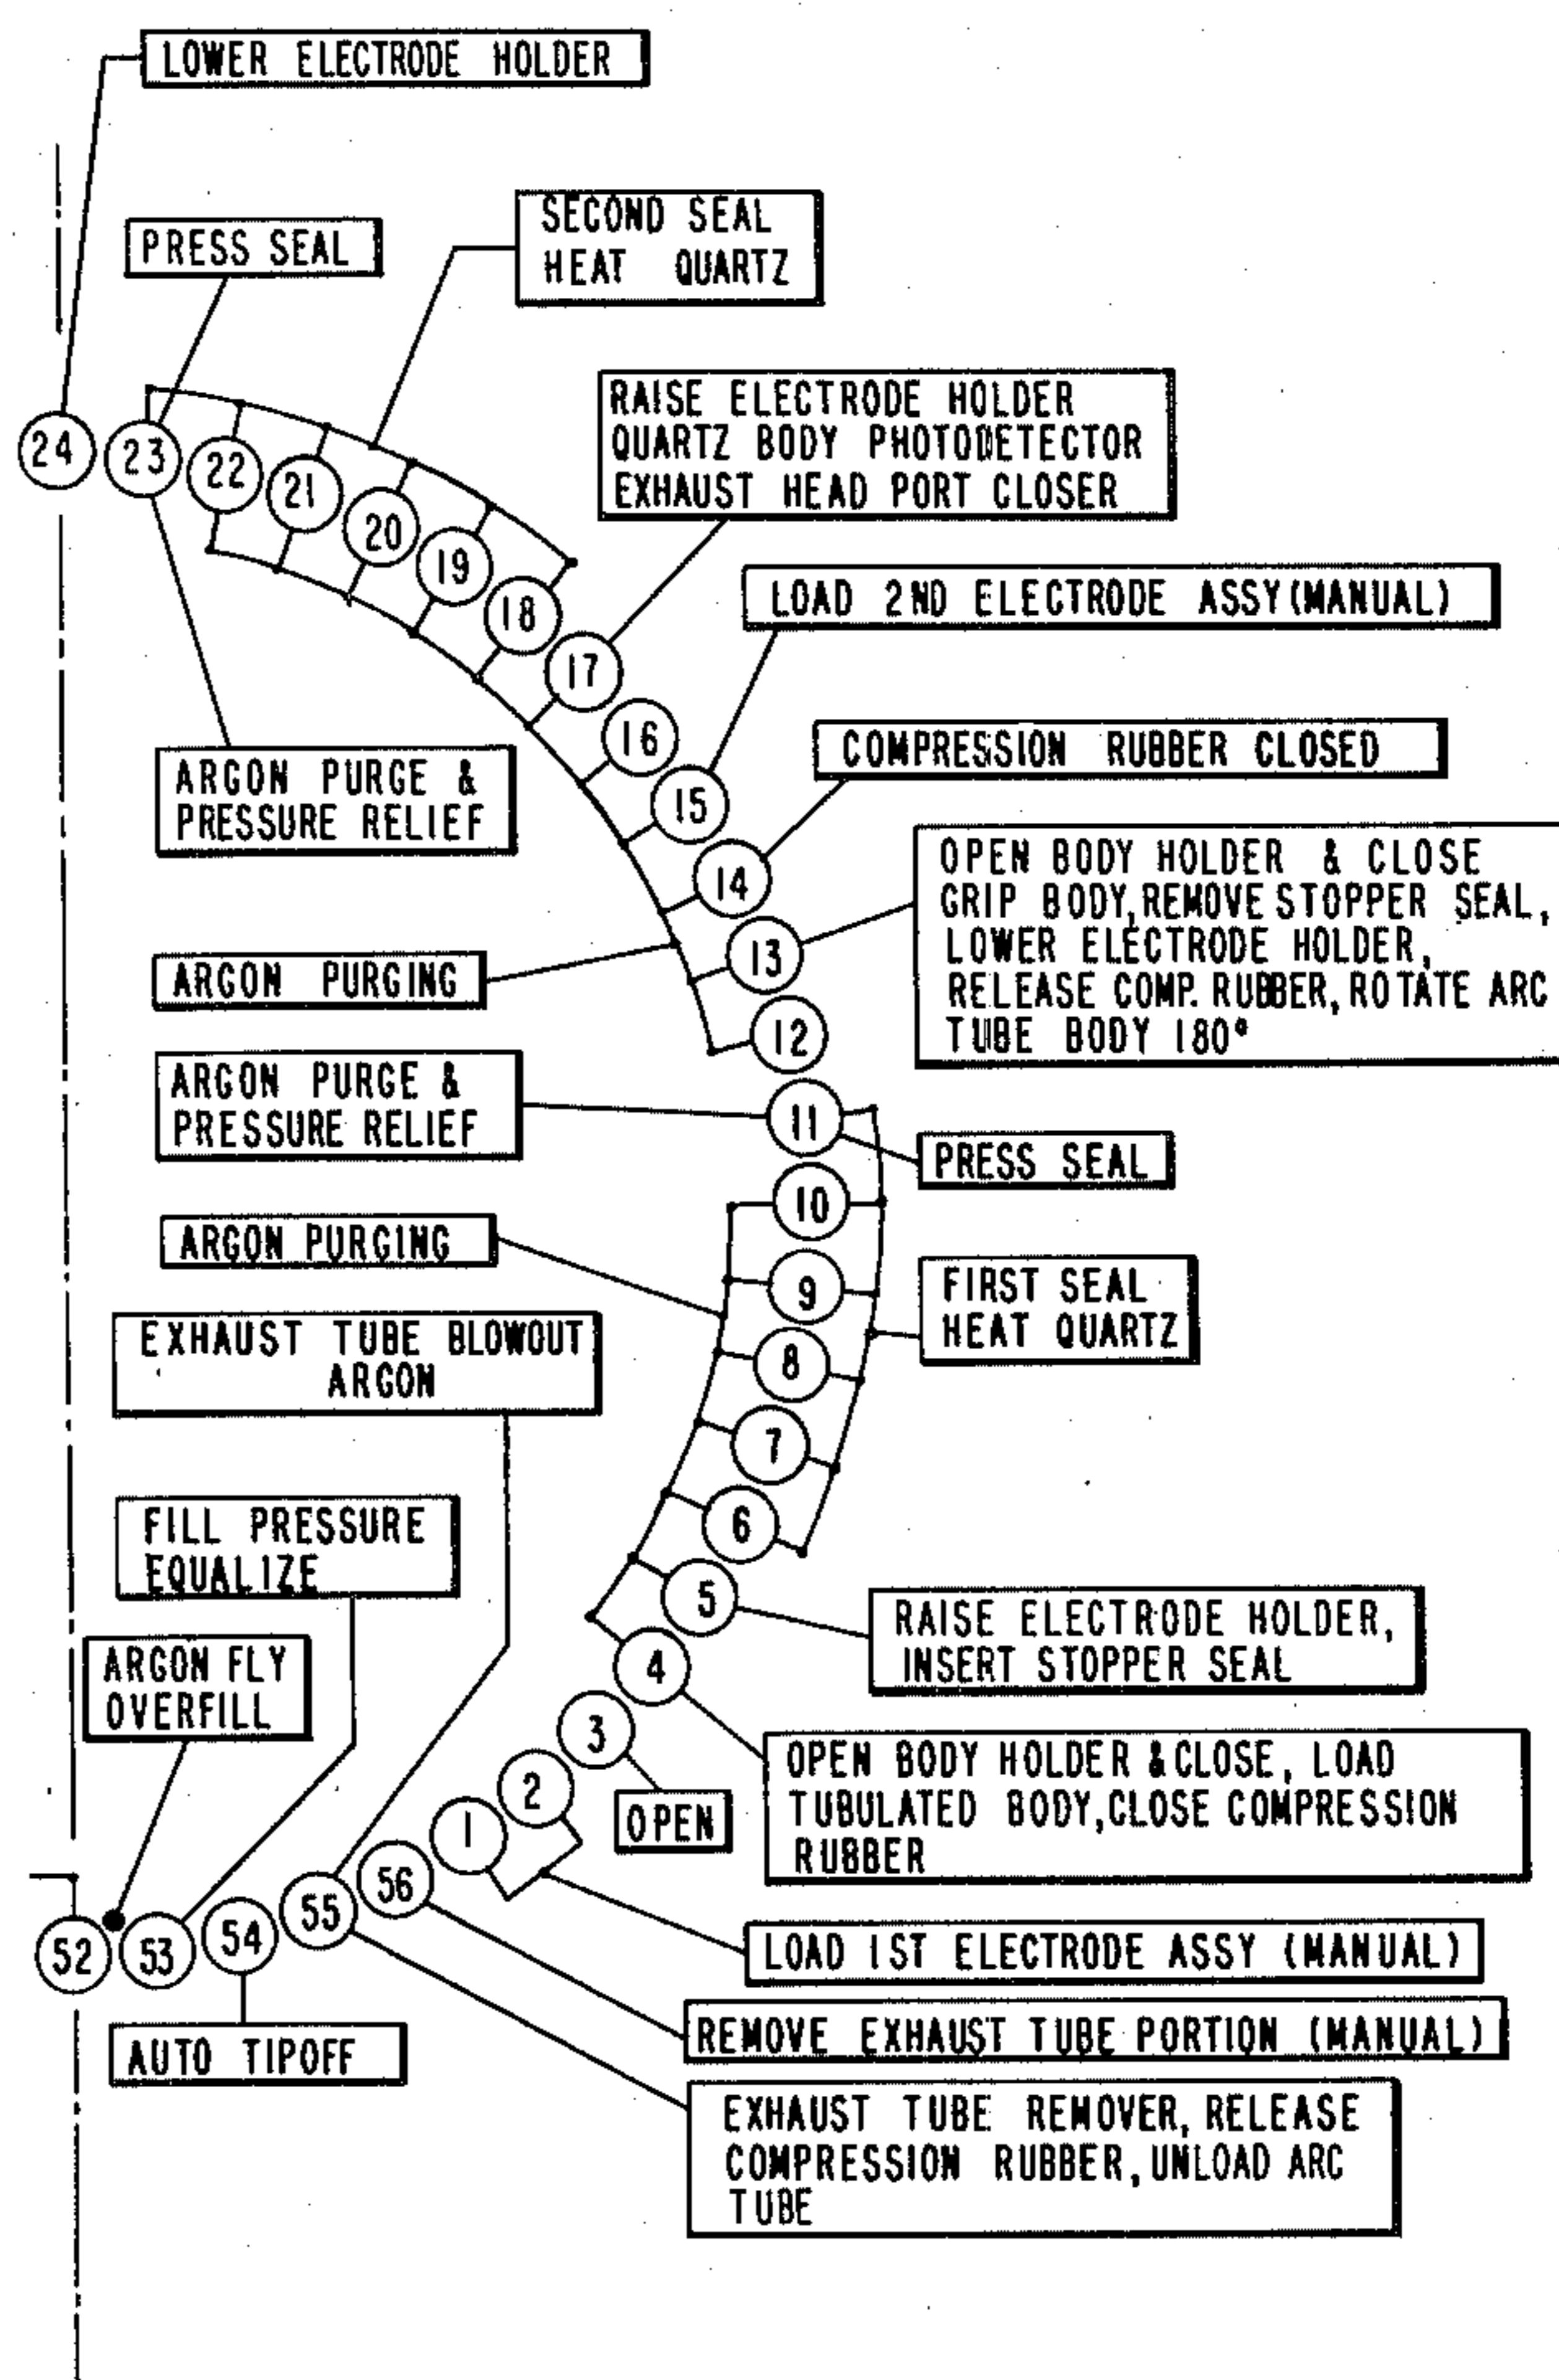 LOWER ELECTRODE HOLDER
PRESS SEAL
SECOND SEAL
HEAT QUARTZ
RAISE ELECTRODE HOLDER
QUARTZ BODY PHOTODETECTOR
EXHAUST HEAD PORT CLOSER
24
23
22
21
20
19
18
17
16
15
14
13
12
11
10
9
8
7
6
5
4
3
2
1
56
55
54
53
52
LOAD 2ND ELECTRODE ASSY(MANUAL)
COMPRESSION RUBBER CLOSED
ARGON PURGE &
PRESSURE RELIEF
OPEN BODY HOLDER & CLOSE
GRIP BODY, REMOVE STOPPER SEAL,
LOWER ELECTRODE HOLDER,
RELEASE COMP. RUBBER, ROTATE ARC
TUBE BODY 180°
ARGON PURGING
ARGON PURGE &
PRESSURE RELIEF
PRESS SEAL
ARGON PURGING
FIRST SEAL
HEAT QUARTZ
EXHAUST TUBE BLOWOUT
ARGON
FILL PRESSURE
EQUALIZE
RAISE ELECTRODE HOLDER,
INSERT STOPPER SEAL
ARGON FLY
OVERFILL
OPEN BODY HOLDER & CLOSE, LOAD
TUBULATED BODY, CLOSE COMPRESSION
RUBBER
OPEN
LOAD 1ST ELECTRODE ASSY (MANUAL)
REMOVE EXHAUST TUBE PORTION (MANUAL)
AUTO TIPOFF
EXHAUST TUBE REMOVER, RELEASE
COMPRESSION RUBBER, UNLOAD ARC
TUBE